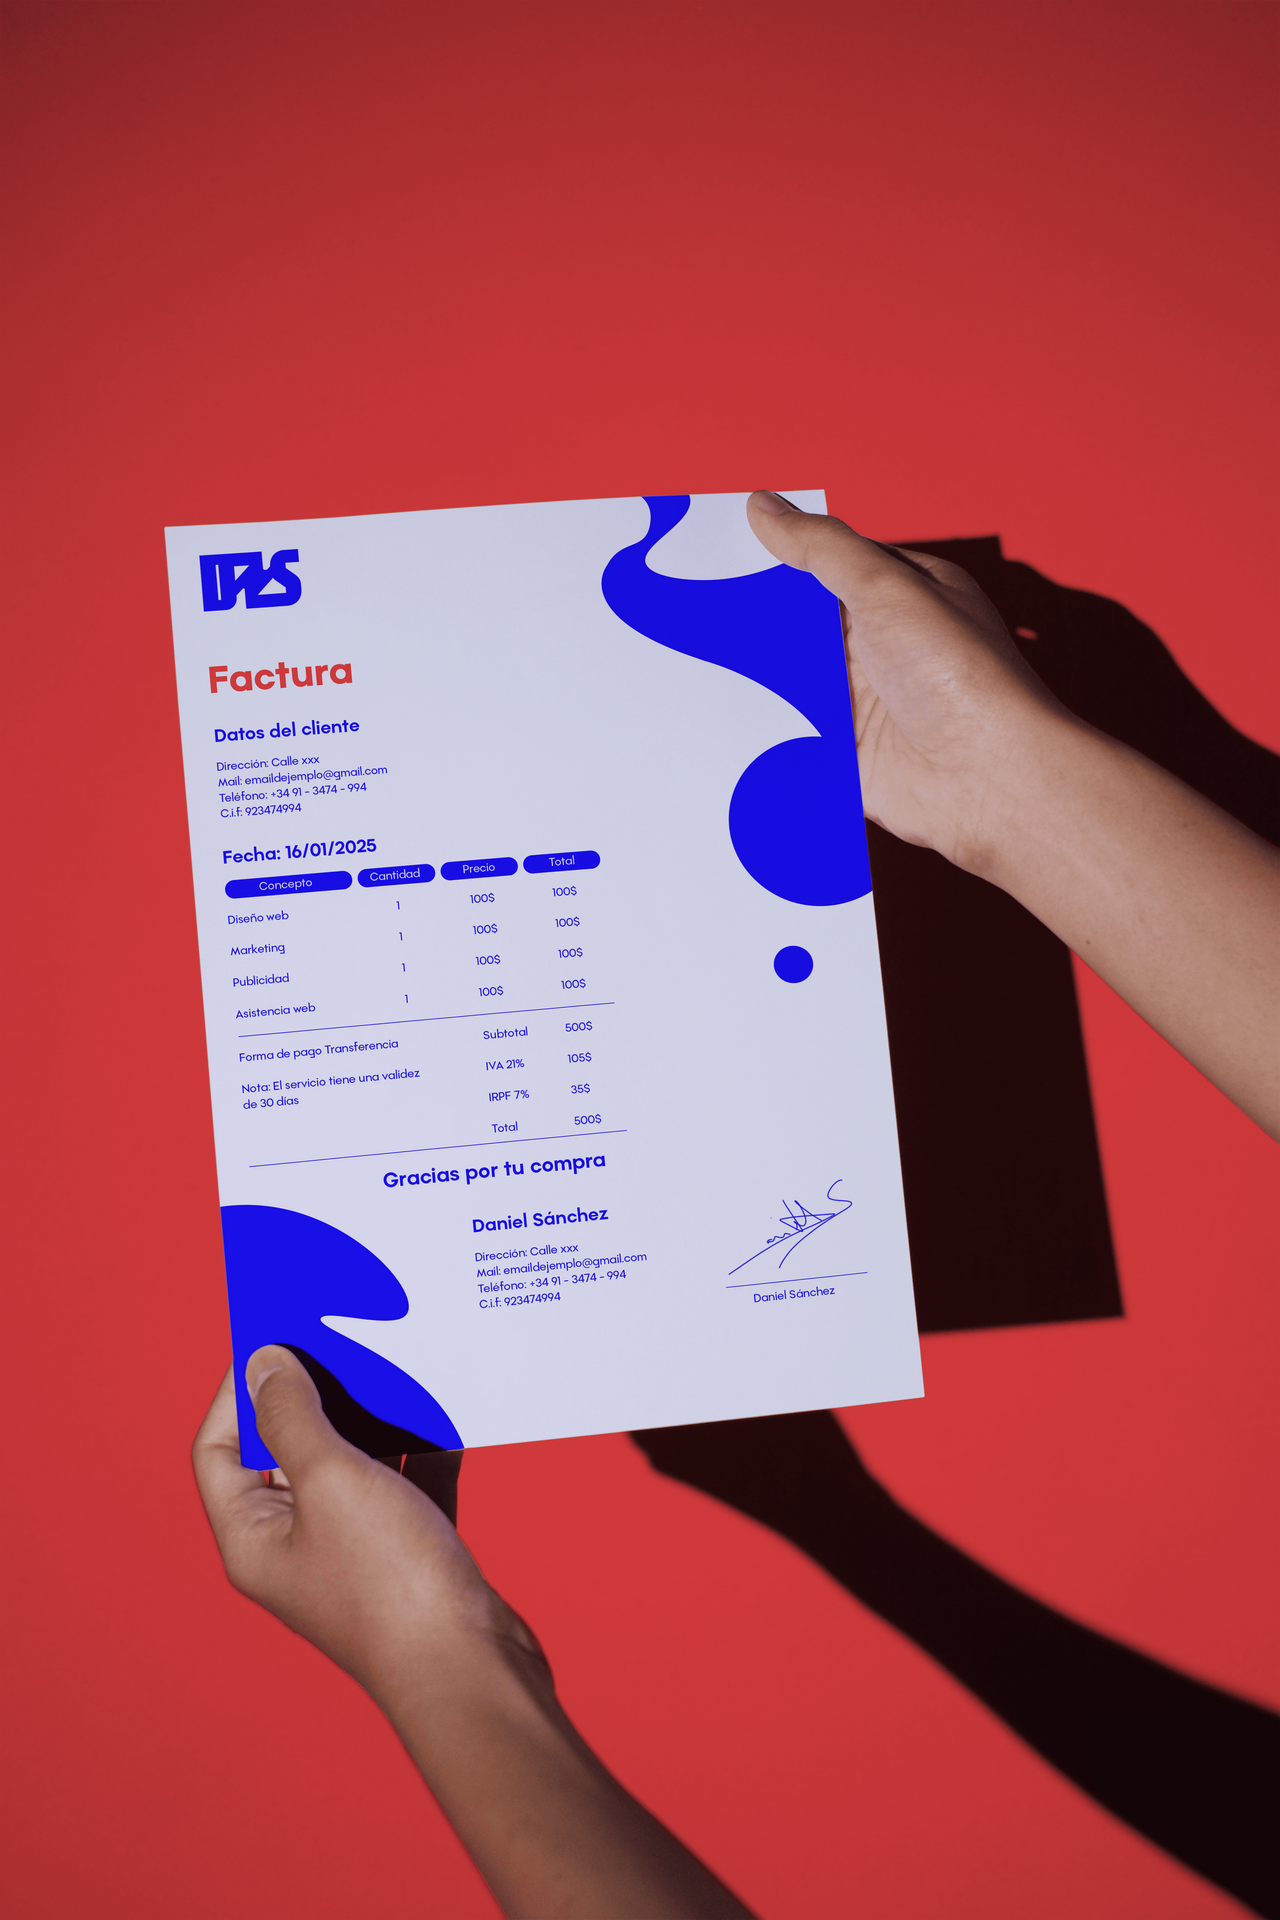 Factura
Datos del cliente
Dirección: Calle xxx
Mail: emaildejemplo@gmail.com
Teléfono: +34 91 - 3474 - 994
C.i.f: 923474994
Fecha: 16/01/2025
Concepto Cantidad Precio Total
Diseño web 1 100$ 100$
Marketing 1 100$ 100$
Publicidad 1 100$ 100$
Asistencia web 1 100$ 100$
Forma de pago Transferencia Subtotal 500$
Nota: El servicio tiene una validez IVA 21% 105$
de 30 días
IRPF 7% 35$
Total 500$
Gracias por tu compra
Daniel Sánchez
Dirección: Calle xxx
Mail: emaildejemplo@gmail.com
Teléfono: +34 91 - 3474 - 994
C.i.f: 923474994
Daniel Sánchez